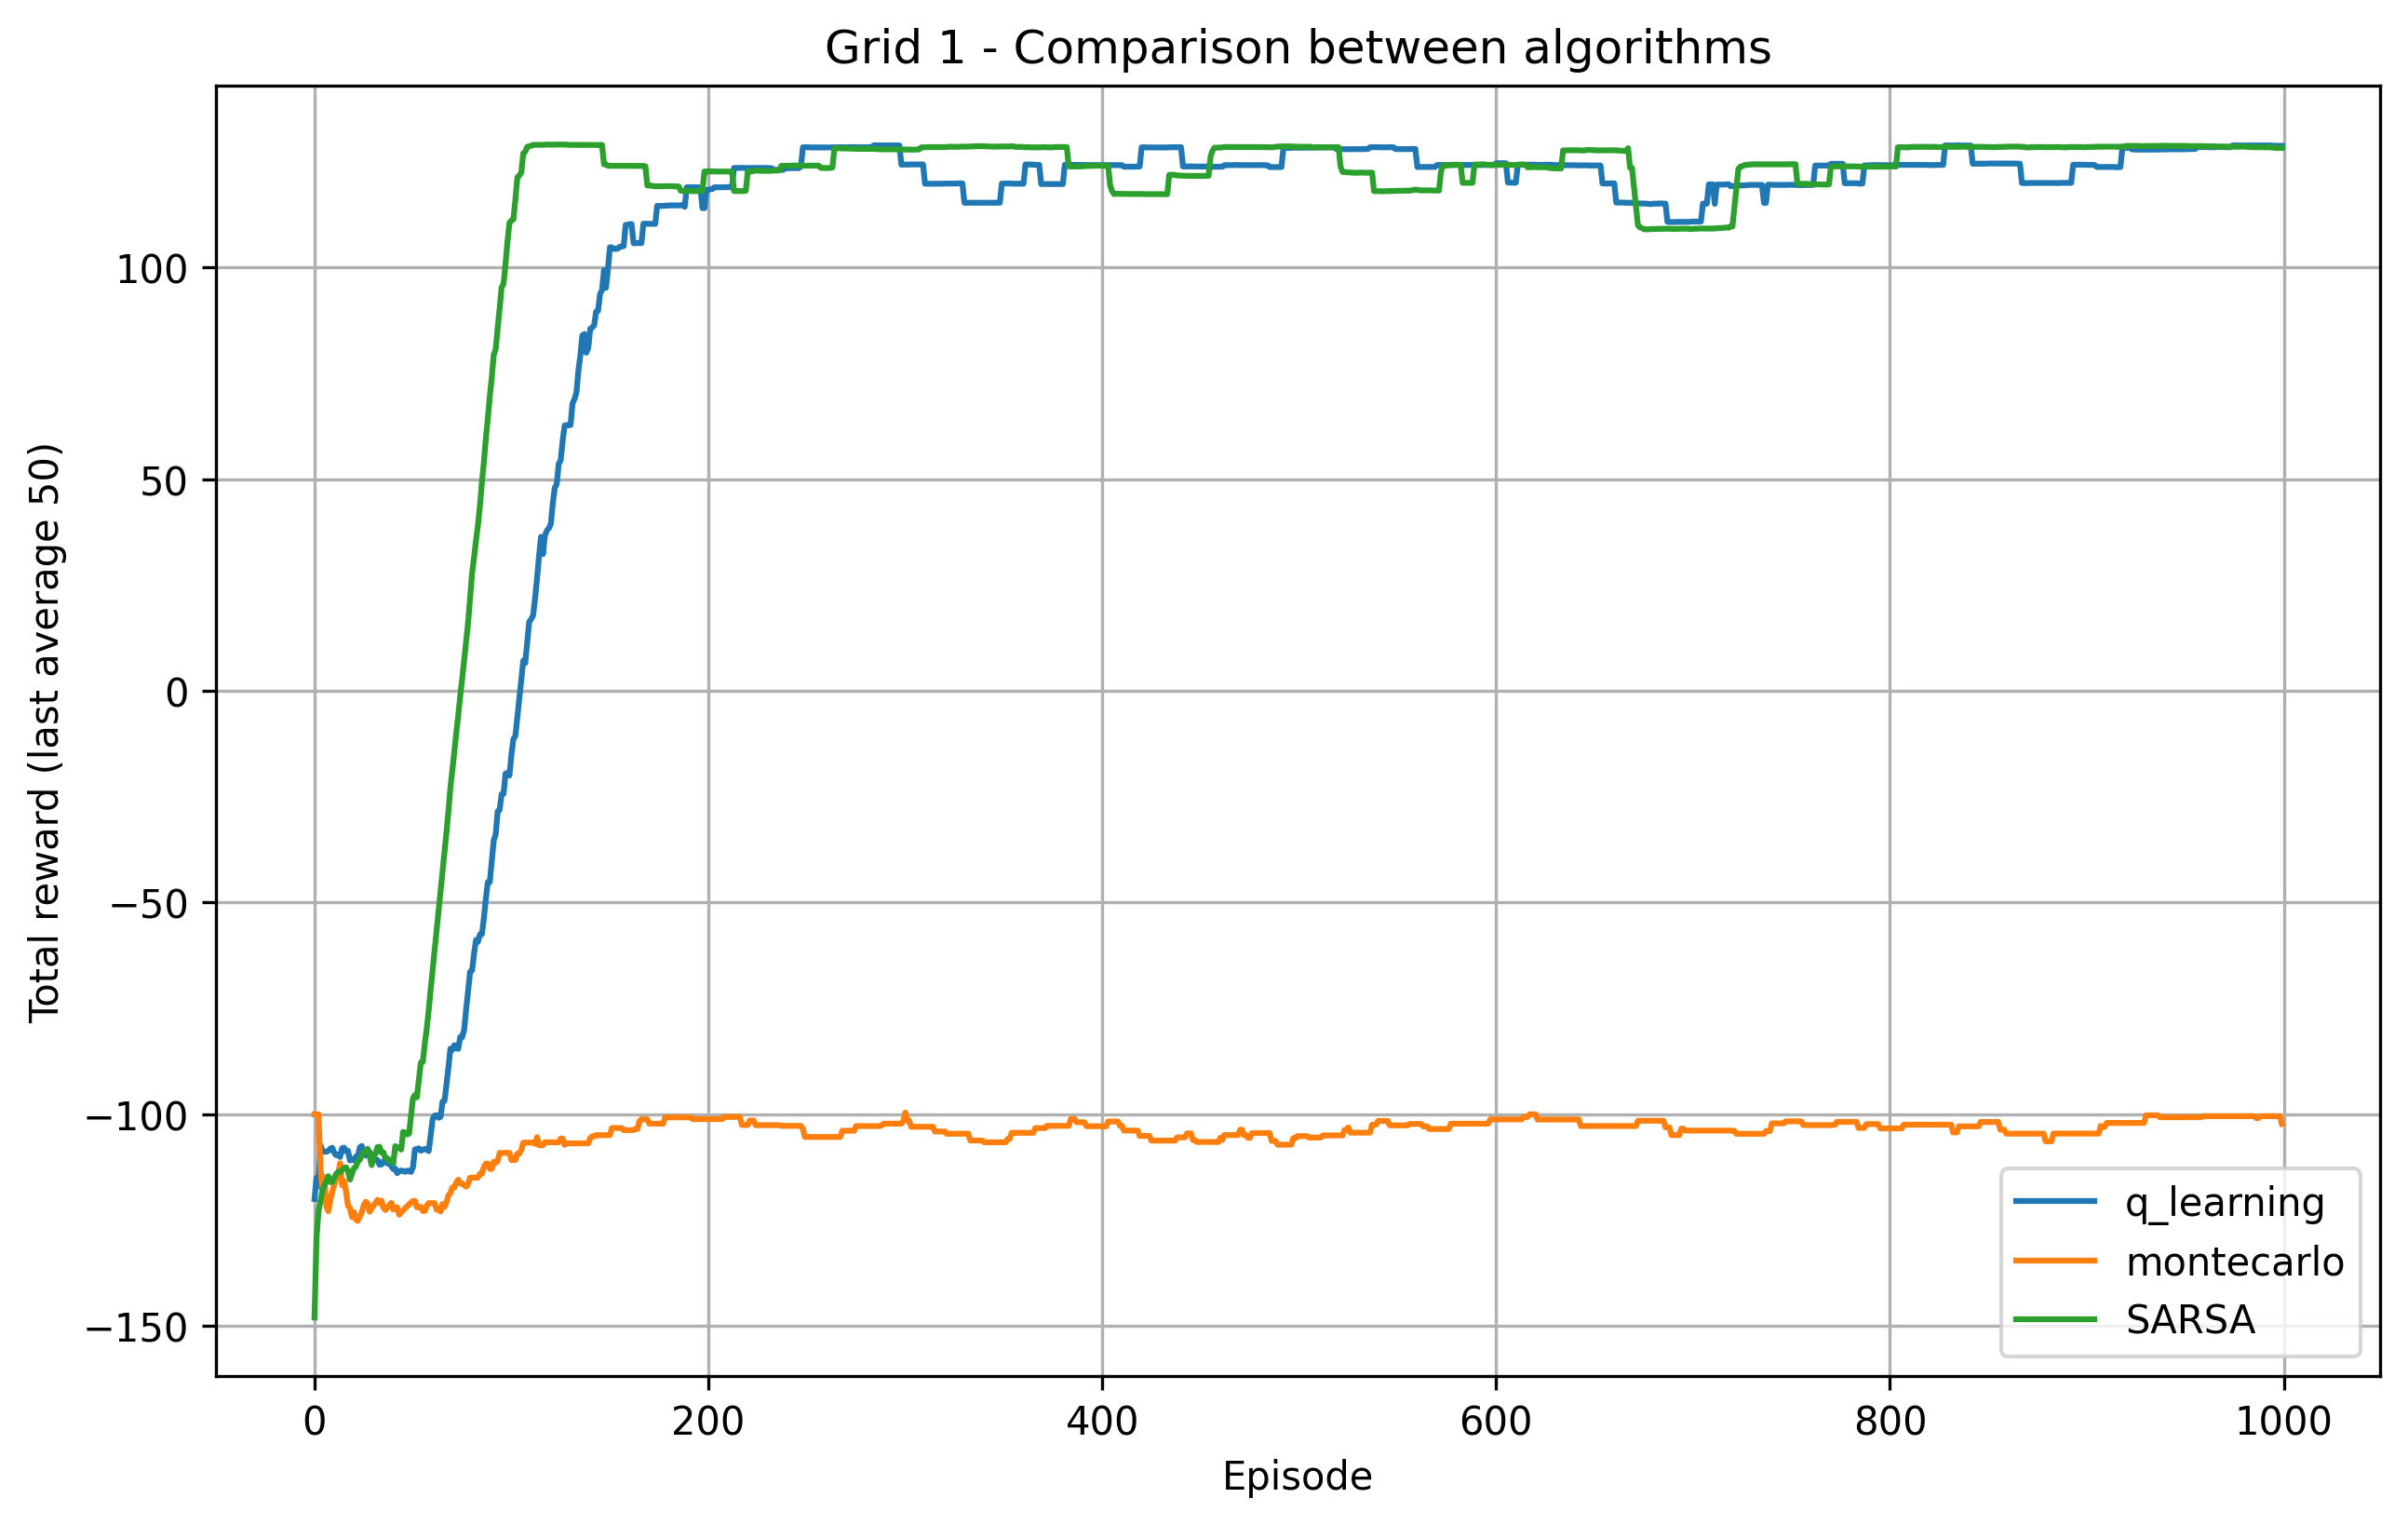 Grid 1 - Comparison between algorithms
Total reward (last average 50)
100
50
0
−50
−100
−150
0 200 400 600 800 1000
Episode
q_learning
montecarlo
SARSA